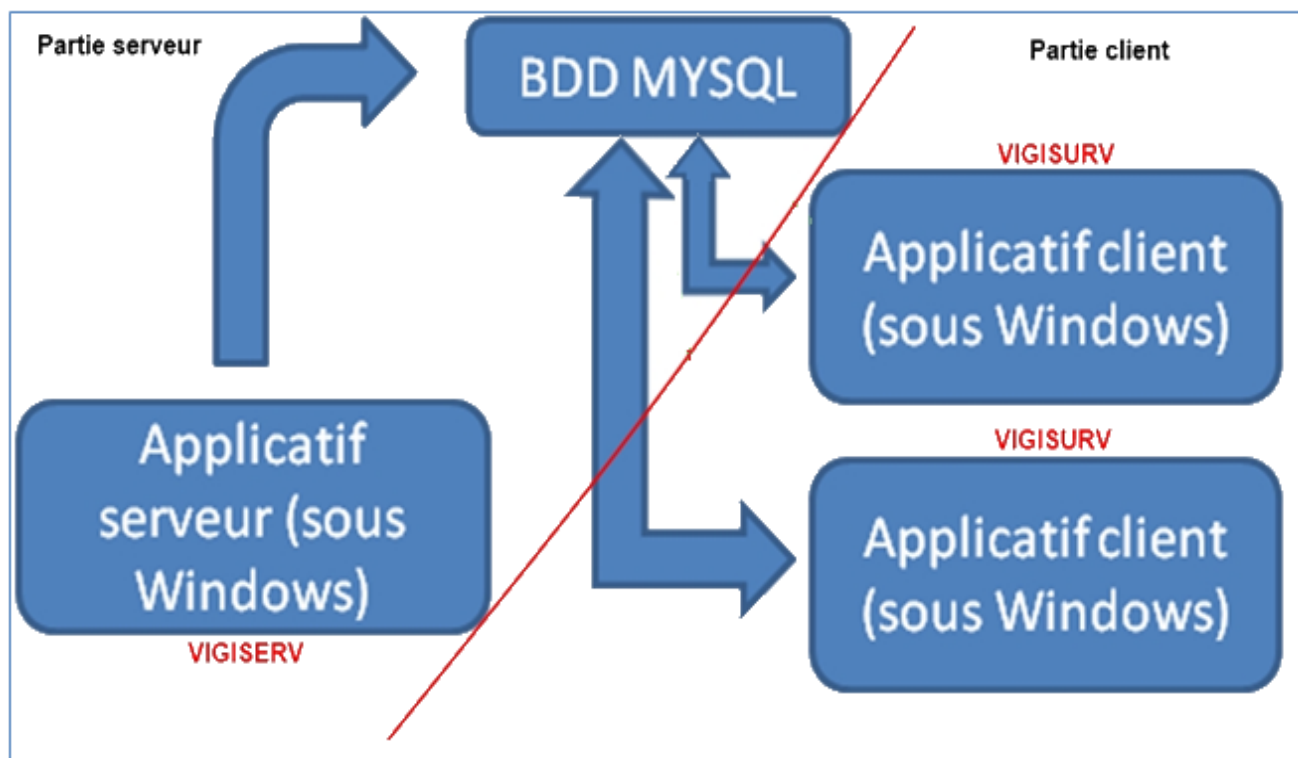 Partie serveur
BDD MYSQL
Partie client
VIGISURV
Applicatif client
(sous Windows)
VIGISURV
Applicatif client
(sous Windows)
Applicatif
serveur (sous
Windows)
VIGISERV